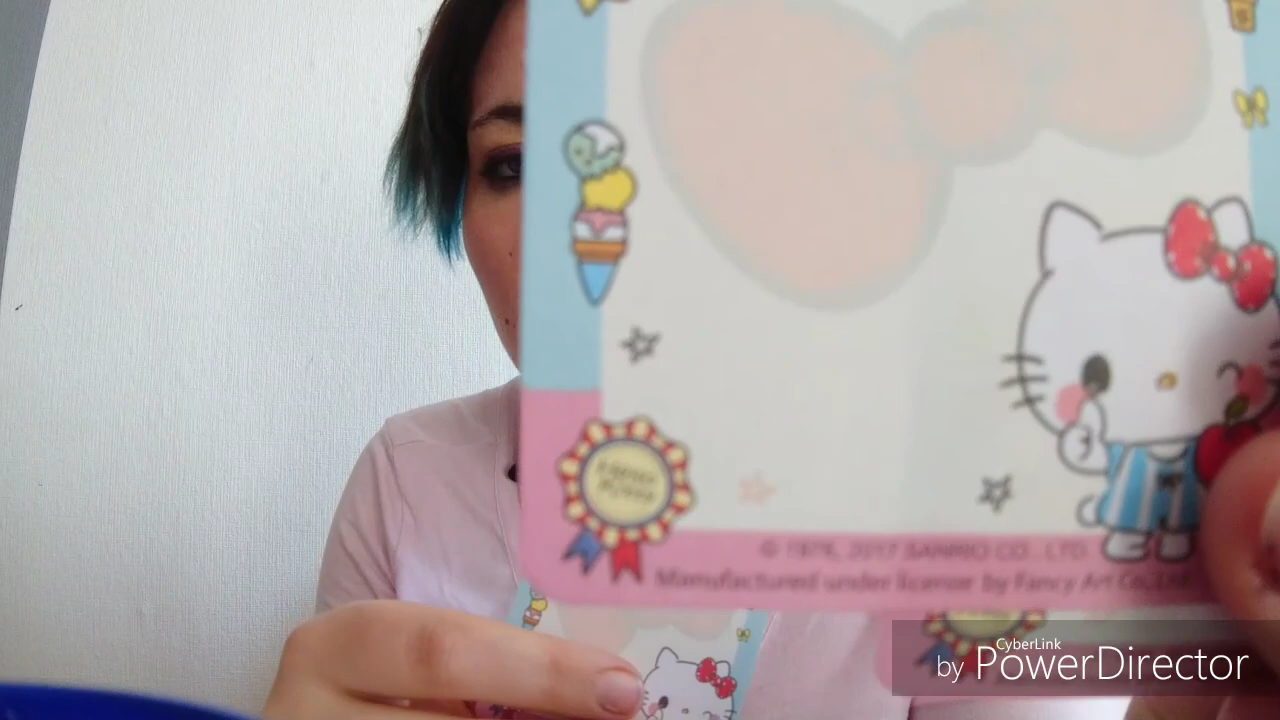 © 1976, 2017 SANRIO CO., LTD.
Manufactured under license by Fancy Art Co., Ltd
CyberLink
by PowerDirector